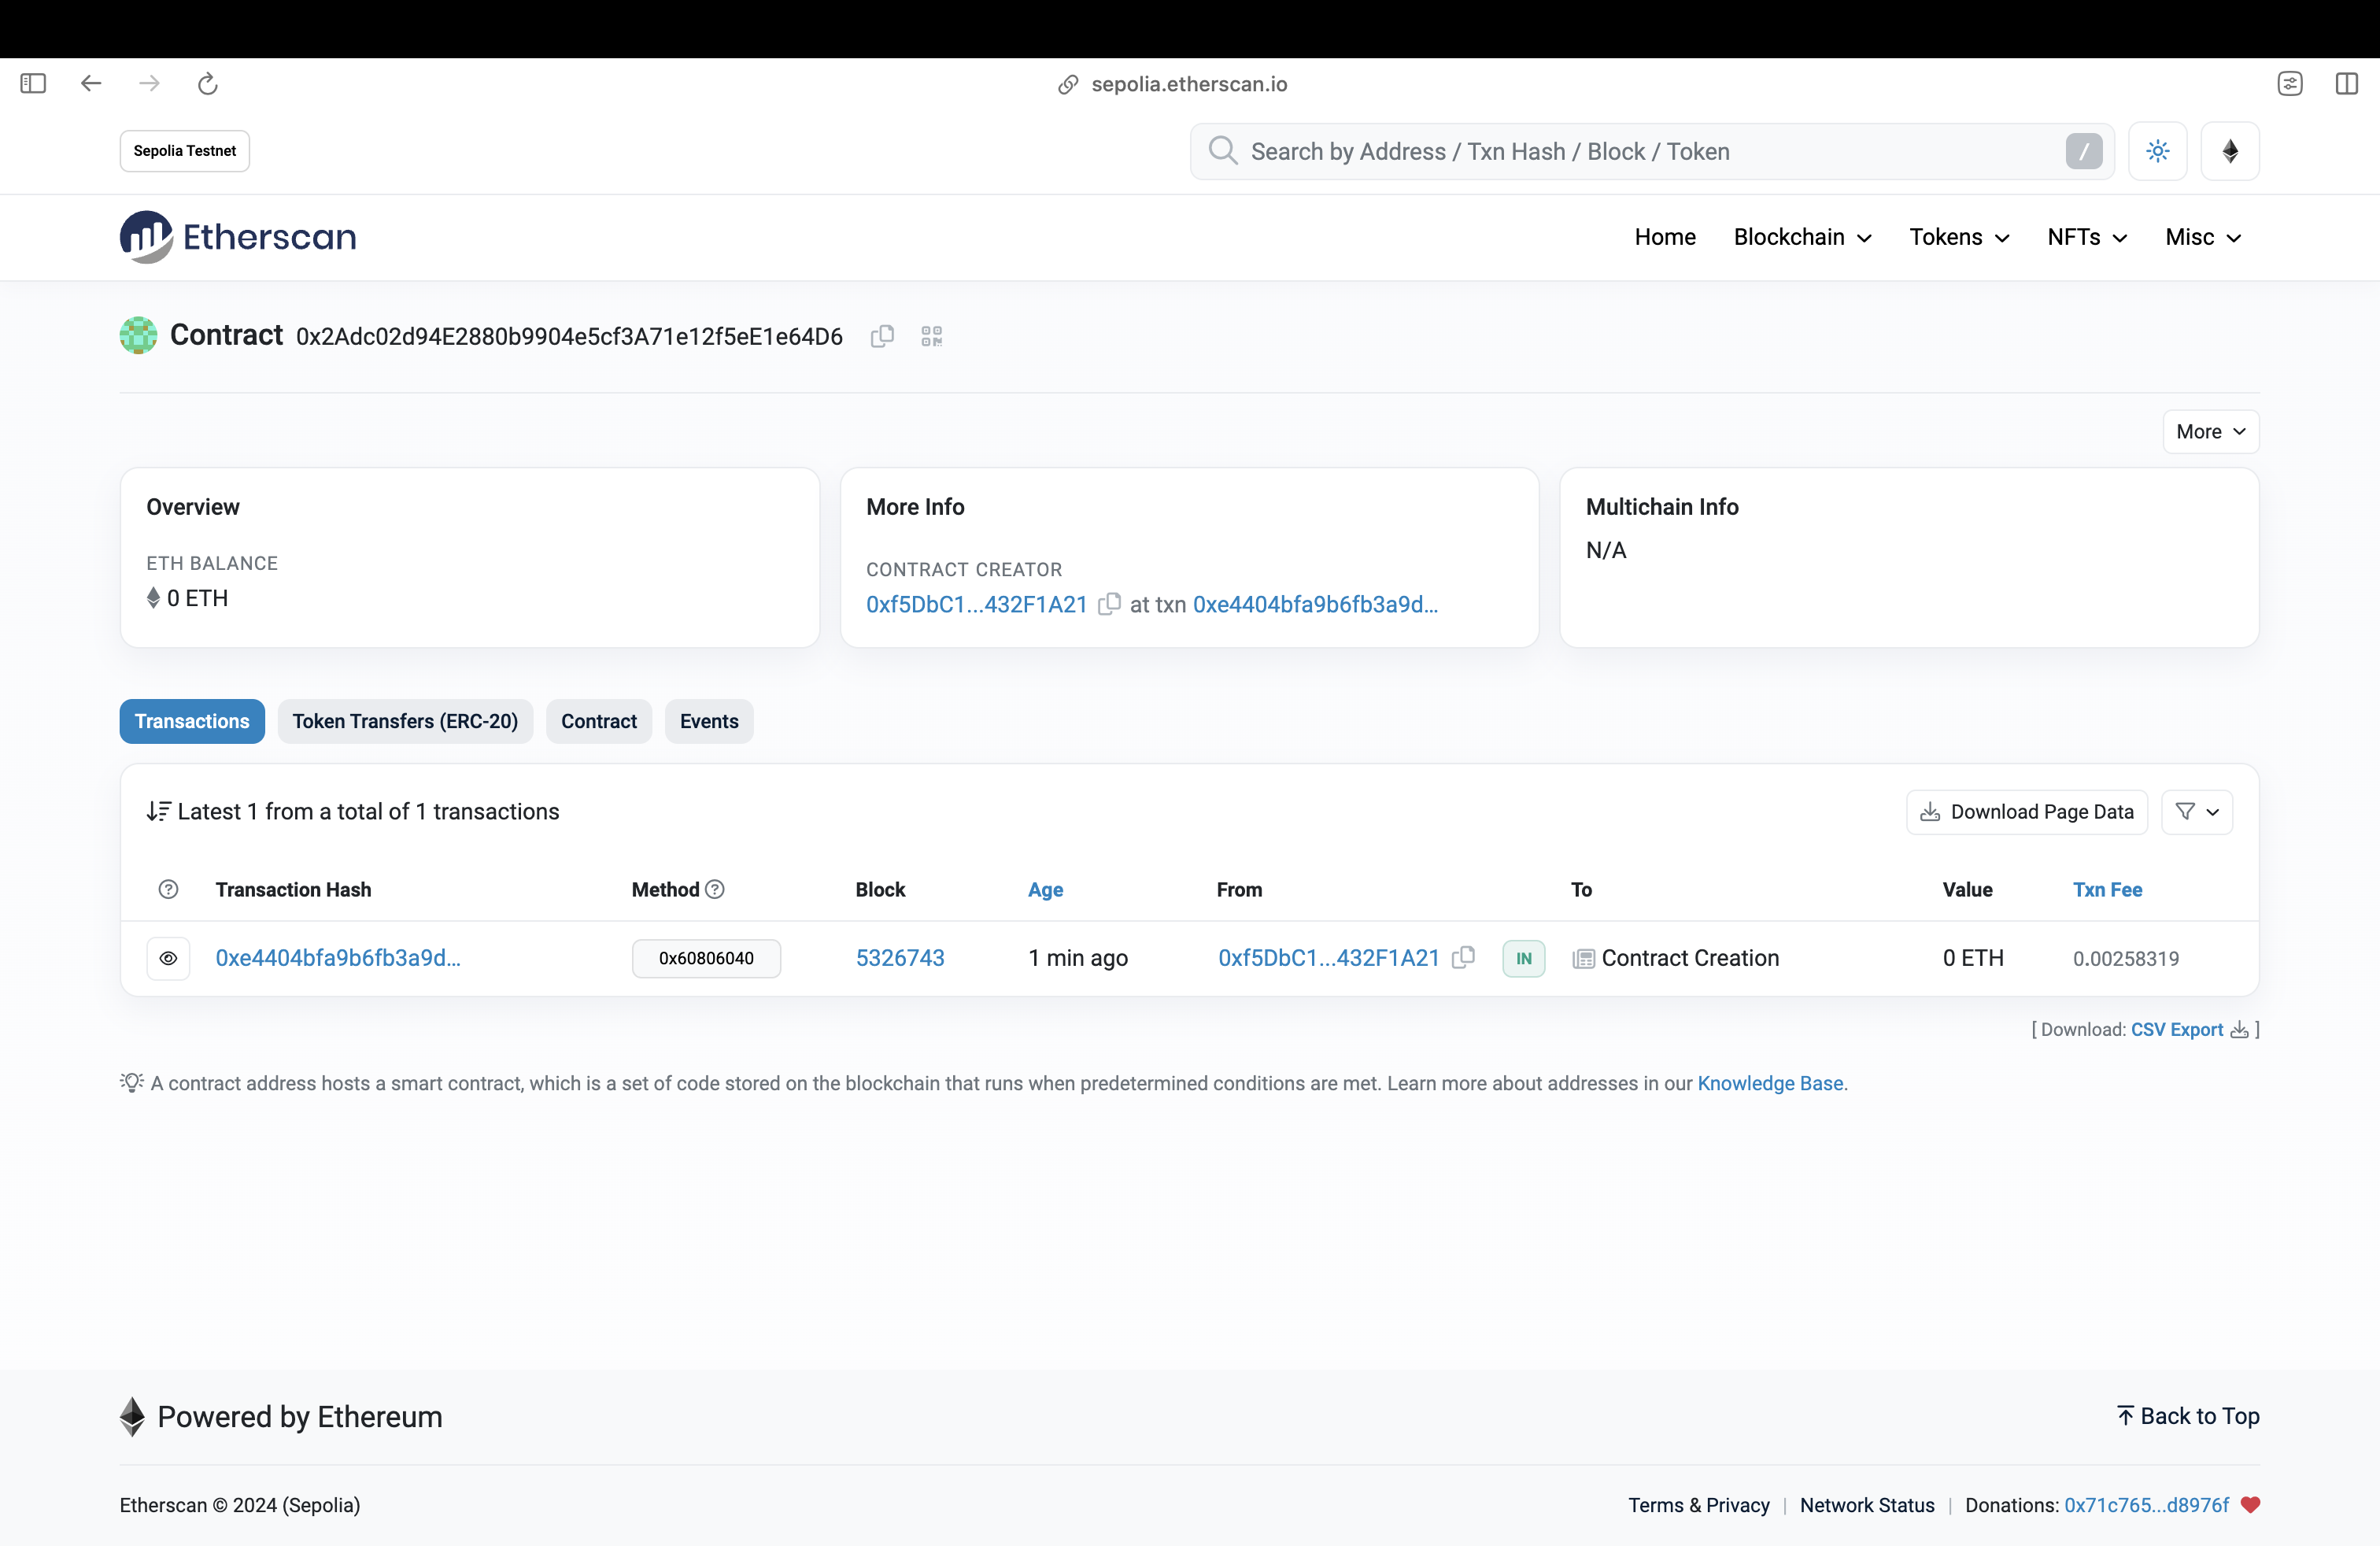 sepolia.etherscan.io
Sepolia Testnet
Search by Address / Txn Hash / Block / Token
/
Etherscan
Home Blockchain Tokens NFTs Misc
Contract 0x2Adc02d94E2880b9904e5cf3A71e12f5eE1e64D6
More
Overview
ETH BALANCE
0 ETH
More Info
CONTRACT CREATOR
0xf5DbC1...432F1A21 at txn 0xe4404bfa9b6fb3a9d...
Multichain Info
N/A
Transactions Token Transfers (ERC-20) Contract Events
Latest 1 from a total of 1 transactions
Download Page Data
Transaction Hash Method Block Age From To Value Txn Fee
0xe4404bfa9b6fb3a9d... 0x60806040 5326743 1 min ago 0xf5DbC1...432F1A21 IN Contract Creation 0 ETH 0.00258319
[ Download: CSV Export ]
A contract address hosts a smart contract, which is a set of code stored on the blockchain that runs when predetermined conditions are met. Learn more about addresses in our Knowledge Base.
Powered by Ethereum
Back to Top
Etherscan © 2024 (Sepolia)
Terms & Privacy | Network Status | Donations: 0x71c765...d8976f